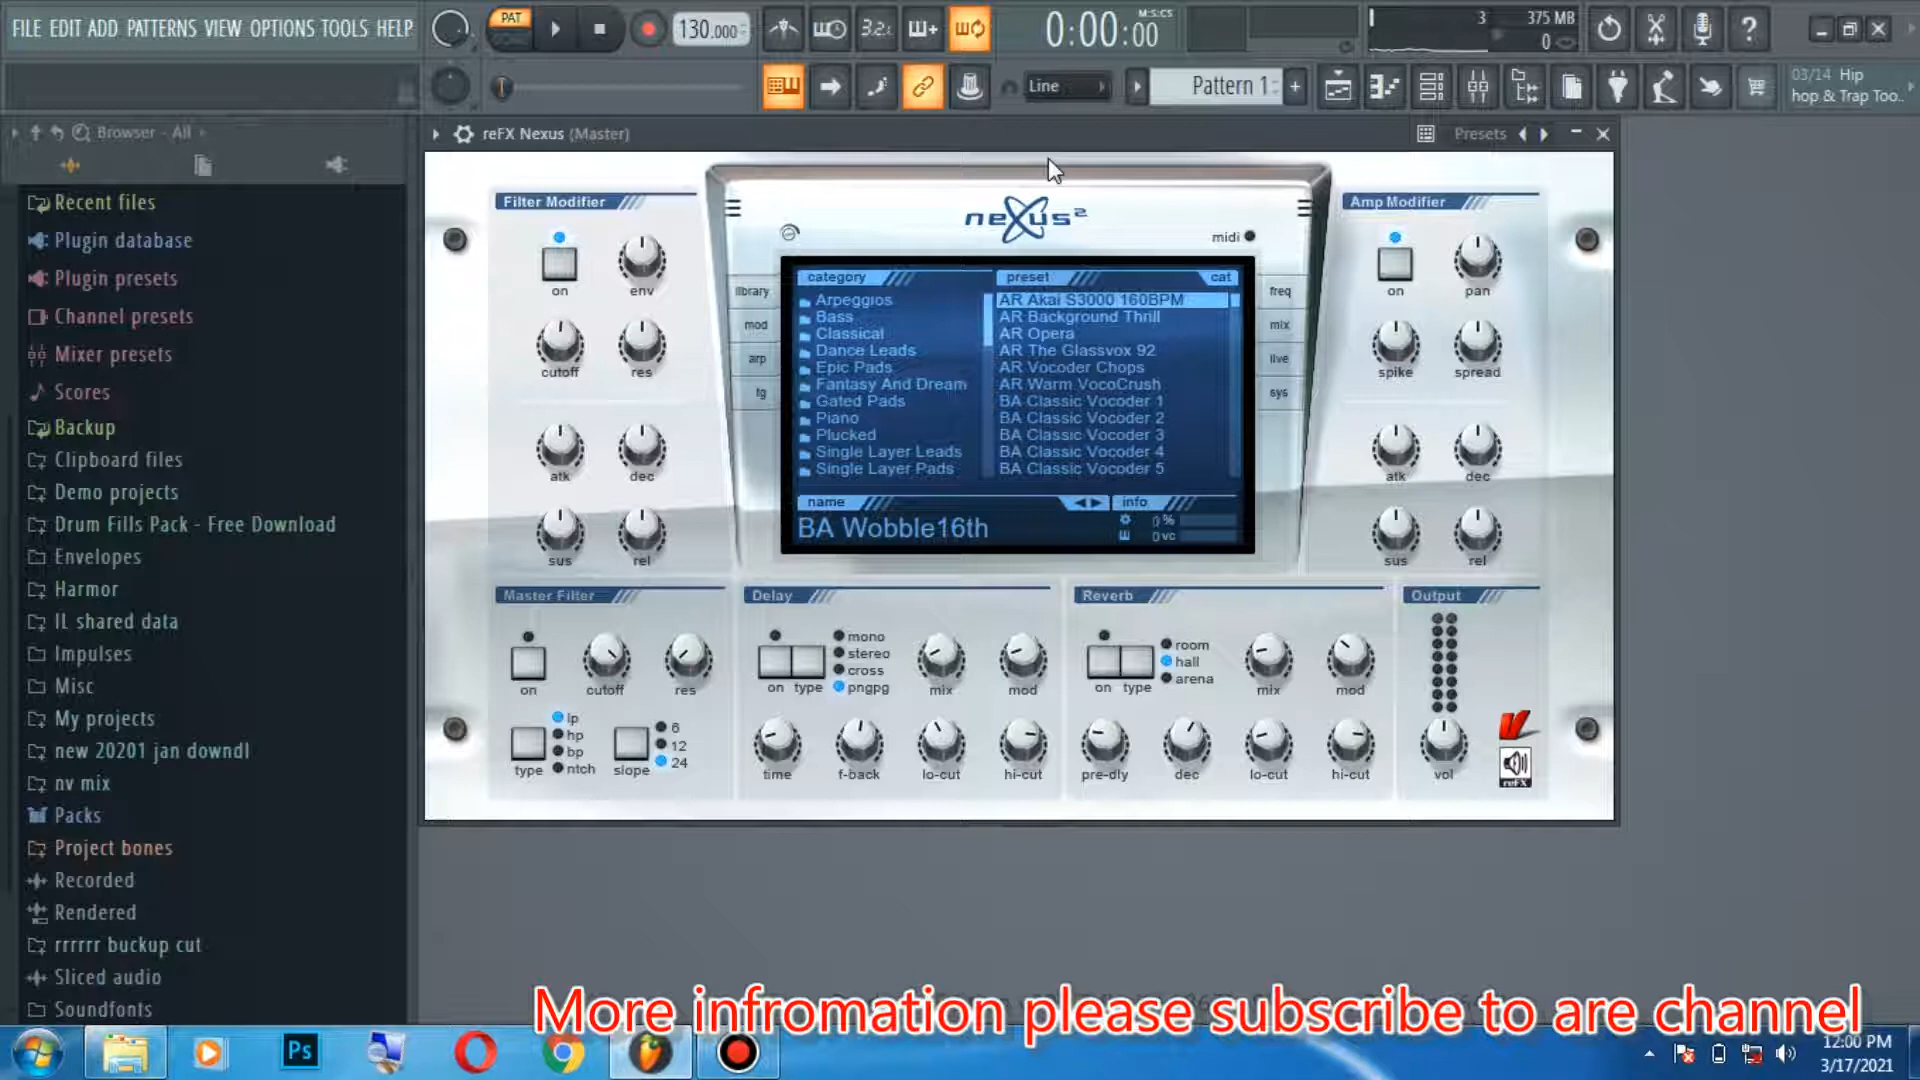 FILE EDIT ADD PATTERNS VIEW OPTIONS TOOLS HELP
PAT
130.000
3.2.
0:00:00
M:S:CS
3
375 MB
0
Line
Pattern 1
03/14 Hip
hop & Trap Too..
Browser - All
Recent files
Plugin database
Plugin presets
Channel presets
Mixer presets
Scores
Backup
Clipboard files
Demo projects
Drum Fills Pack - Free Download
Envelopes
Harmor
IL shared data
Impulses
Misc
My projects
new 20201 jan downdl
nv mix
Packs
Project bones
Recorded
Rendered
rrrrrr buckup cut
Sliced audio
Soundfonts
reFX Nexus (Master)
Presets
Filter Modifier
on
env
cutoff
res
atk
dec
sus
rel
nexus²
midi
library
mod
arp
tg
category
Arpeggios
Bass
Classical
Dance Leads
Epic Pads
Fantasy And Dream
Gated Pads
Piano
Plucked
Single Layer Leads
Single Layer Pads
preset
cat
AR Akai S3000 160BPM
AR Background Thrill
AR Opera
AR The Glassvox 92
AR Vocoder Chops
AR Warm VocoCrush
BA Classic Vocoder 1
BA Classic Vocoder 2
BA Classic Vocoder 3
BA Classic Vocoder 4
BA Classic Vocoder 5
name
info
BA Wobble16th
0 %
0 vc
freq
mix
live
sys
Amp Modifier
on
pan
spike
spread
atk
dec
sus
rel
Master Filter
on
cutoff
res
type
lp
hp
bp
ntch
slope
6
12
24
Delay
on
type
mono
stereo
cross
pngpg
mix
mod
time
f-back
lo-cut
hi-cut
Reverb
on
type
room
hall
arena
mix
mod
pre-dly
dec
lo-cut
hi-cut
Output
vol
reFX
More infromation please subscribe to are channel
Ps
12:00 PM
3/17/2021